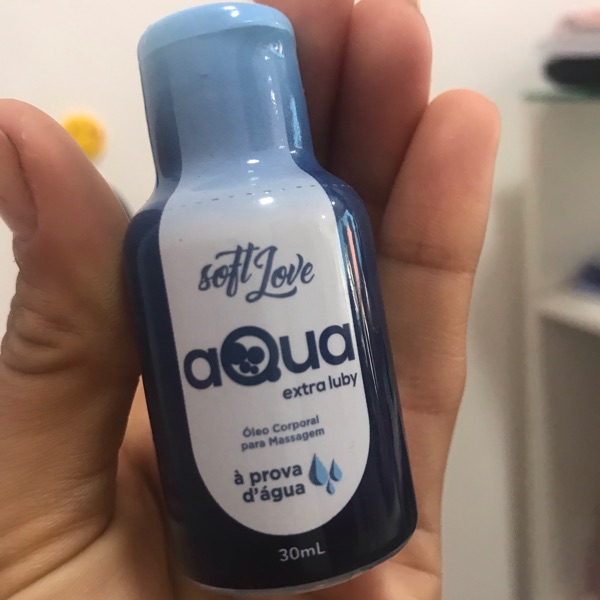 soft Love
aQua
extra luby
Óleo Corporal
para Massagem
à prova
d'água
30mL